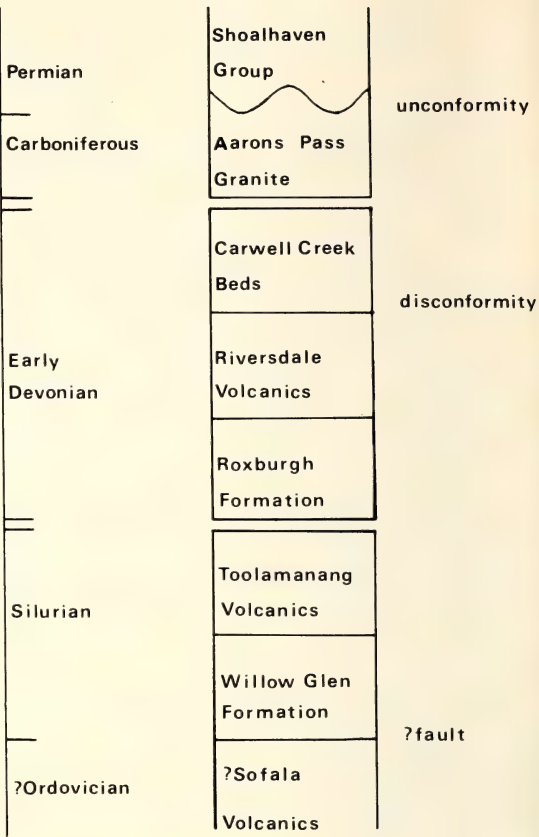 Shoalhaven
Permian
Group
unconformity
Carboniferous
Aarons Pass
Granite
Carwell Creek
Beds
disconformity
Early
Devonian
Riversdale
Volcanics
Roxburgh
Formation
Toolamanang
Silurian
Volcanics
Willow Glen
Formation
?fault
?Ordovician
?Sofala
Volcanics